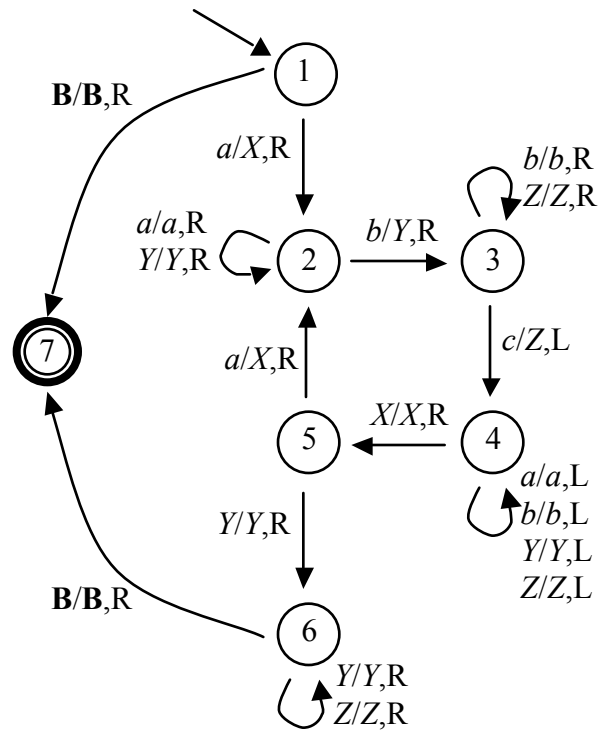 1
B/B,R
a/X,R
b/b,R
Z/Z,R
a/a,R
Y/Y,R
2
b/Y,R
3
7
a/X,R
c/Z,L
5
X/X,R
4
a/a,L
b/b,L
Y/Y,L
Z/Z,L
Y/Y,R
B/B,R
6
Y/Y,R
Z/Z,R